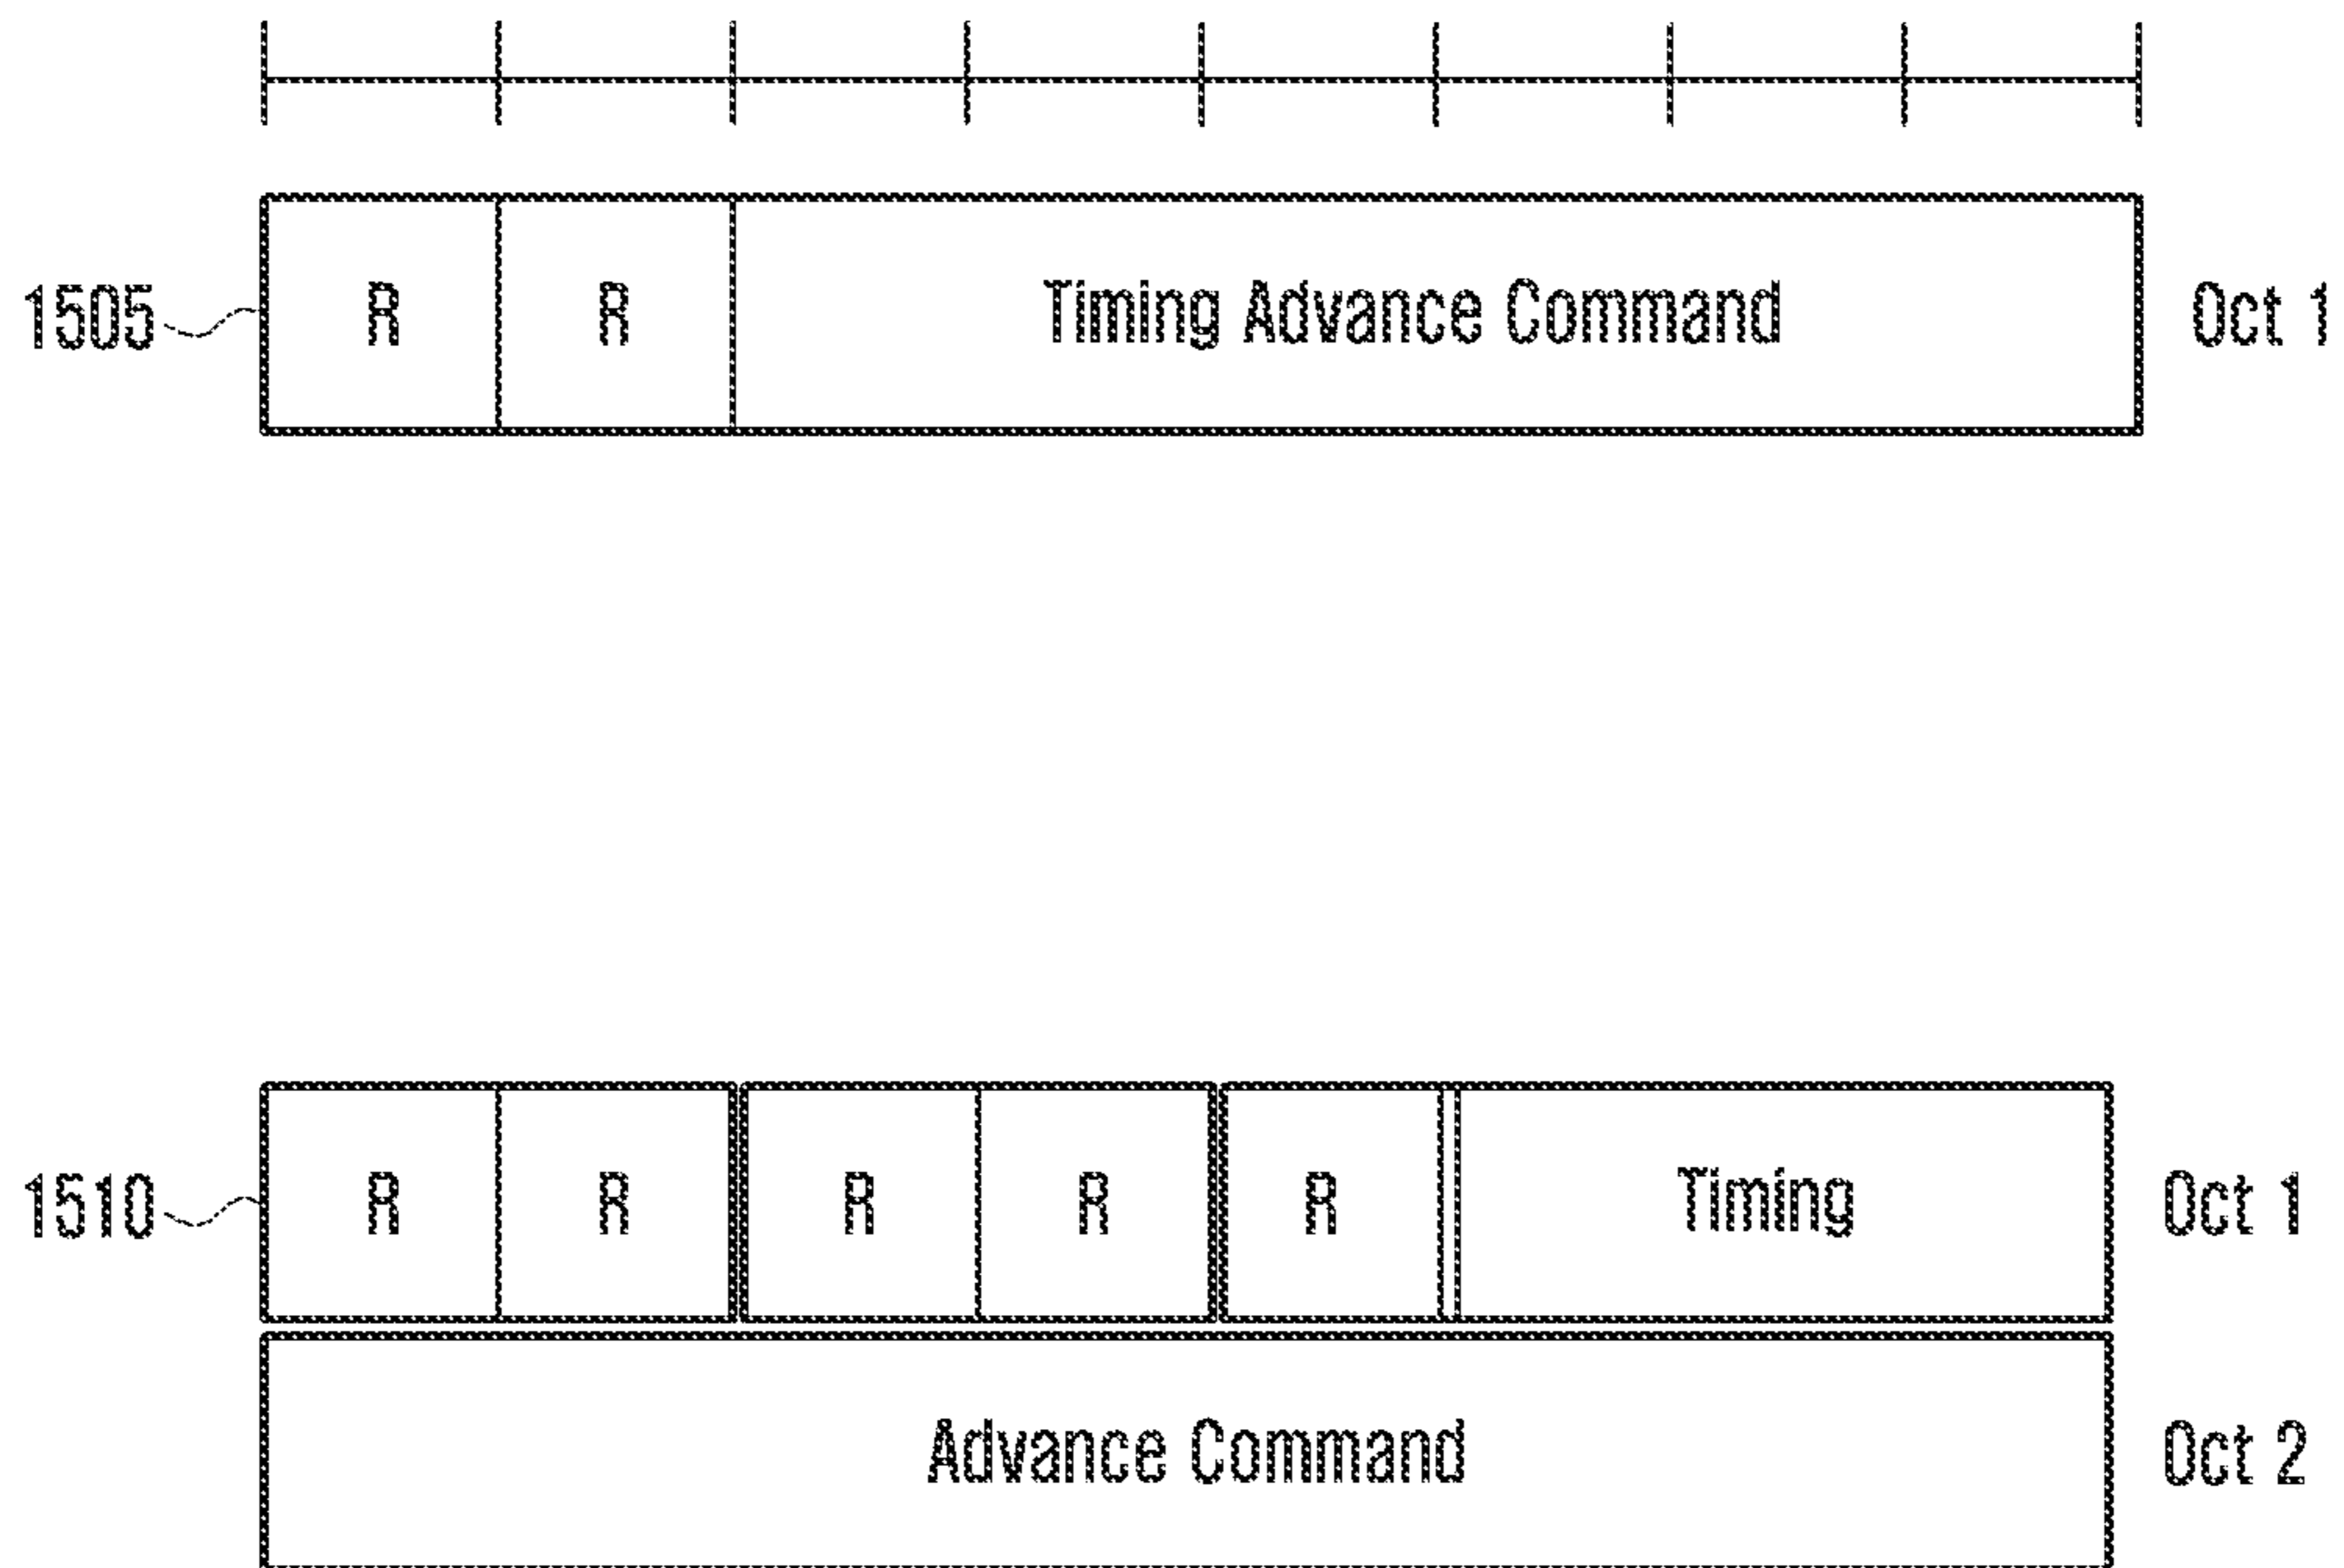 1505 R R Timing Advance Command Oct 1
1510 R R R R R Timing Oct 1
Advance Command Oct 2